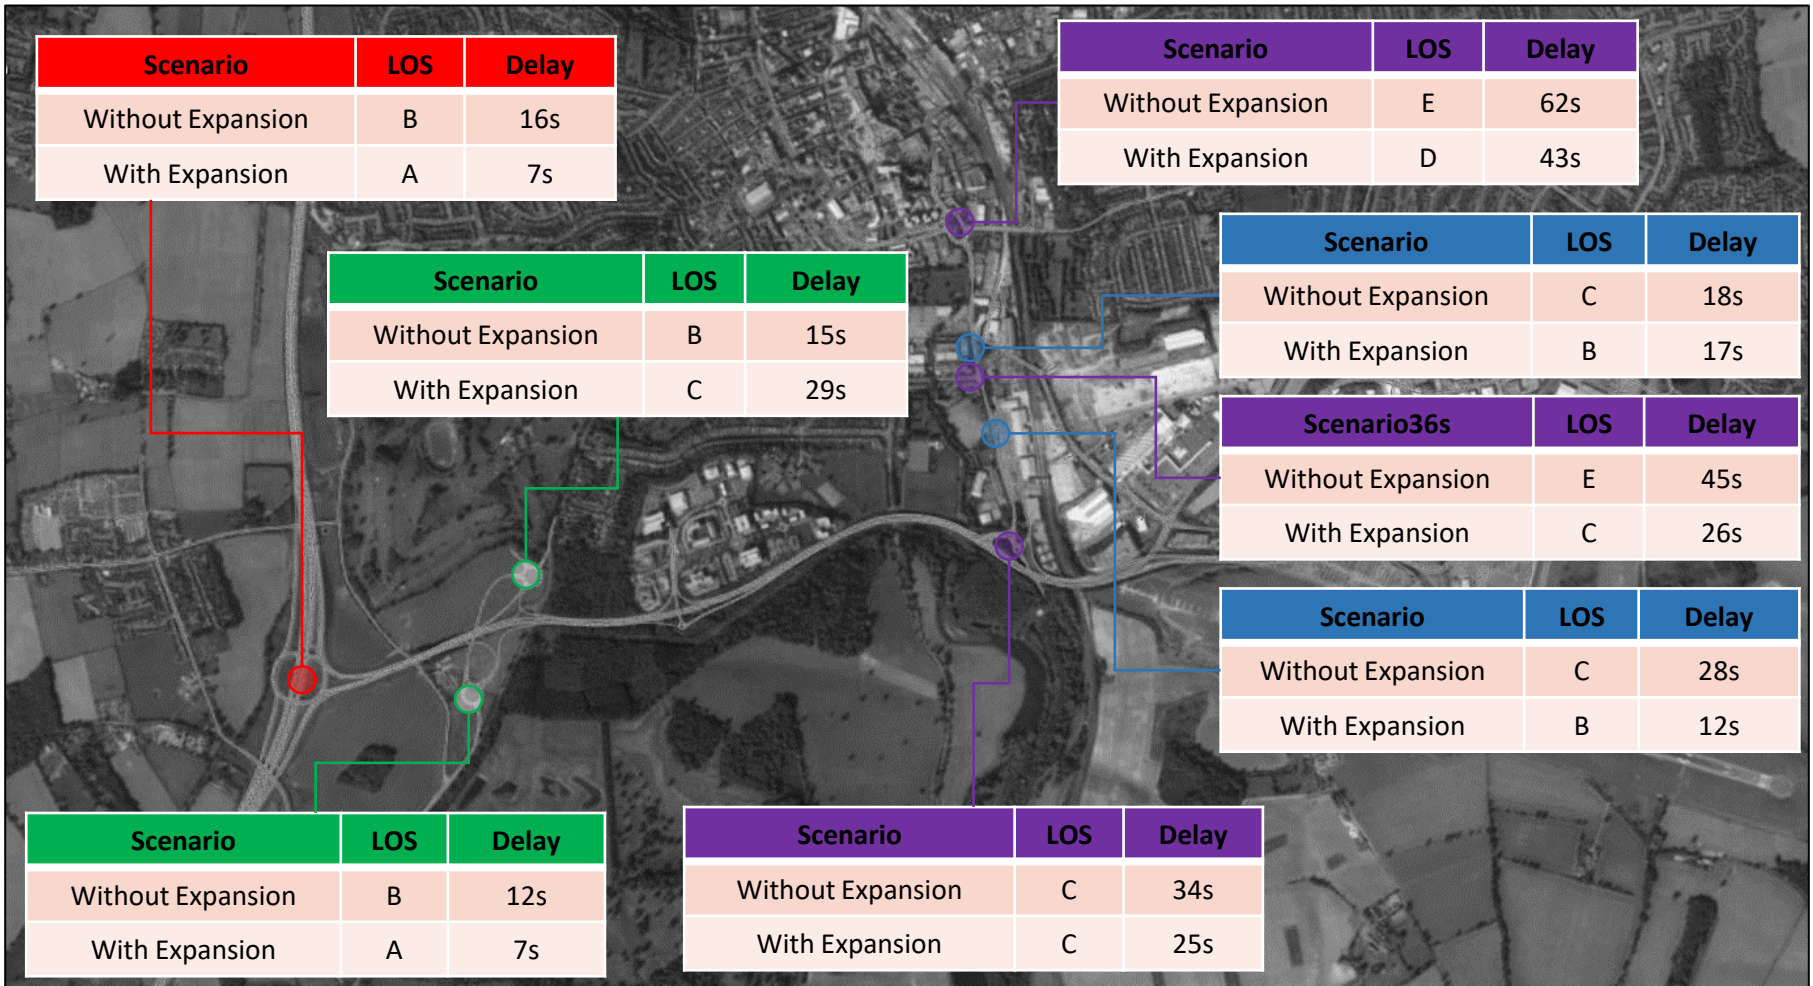 Scenario LOS Delay
Without Expansion B 16s
With Expansion A 7s
Scenario LOS Delay
Without Expansion E 62s
With Expansion D 43s
Scenario LOS Delay
Without Expansion B 15s
With Expansion C 29s
Scenario LOS Delay
Without Expansion C 18s
With Expansion B 17s
Scenario36s LOS Delay
Without Expansion E 45s
With Expansion C 26s
Scenario LOS Delay
Without Expansion C 28s
With Expansion B 12s
Scenario LOS Delay
Without Expansion B 12s
With Expansion A 7s
Scenario LOS Delay
Without Expansion C 34s
With Expansion C 25s